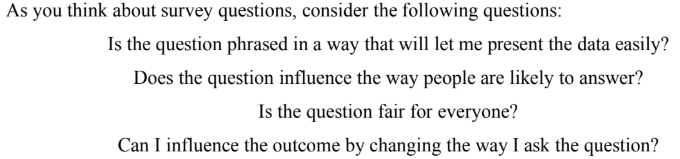 As you think about survey questions, consider the following questions:
Is the question phrased in a way that will let me present the data easily?
Does the question influence the way people are likely to answer?
Is the question fair for everyone?
Can I influence the outcome by changing the way I ask the question?